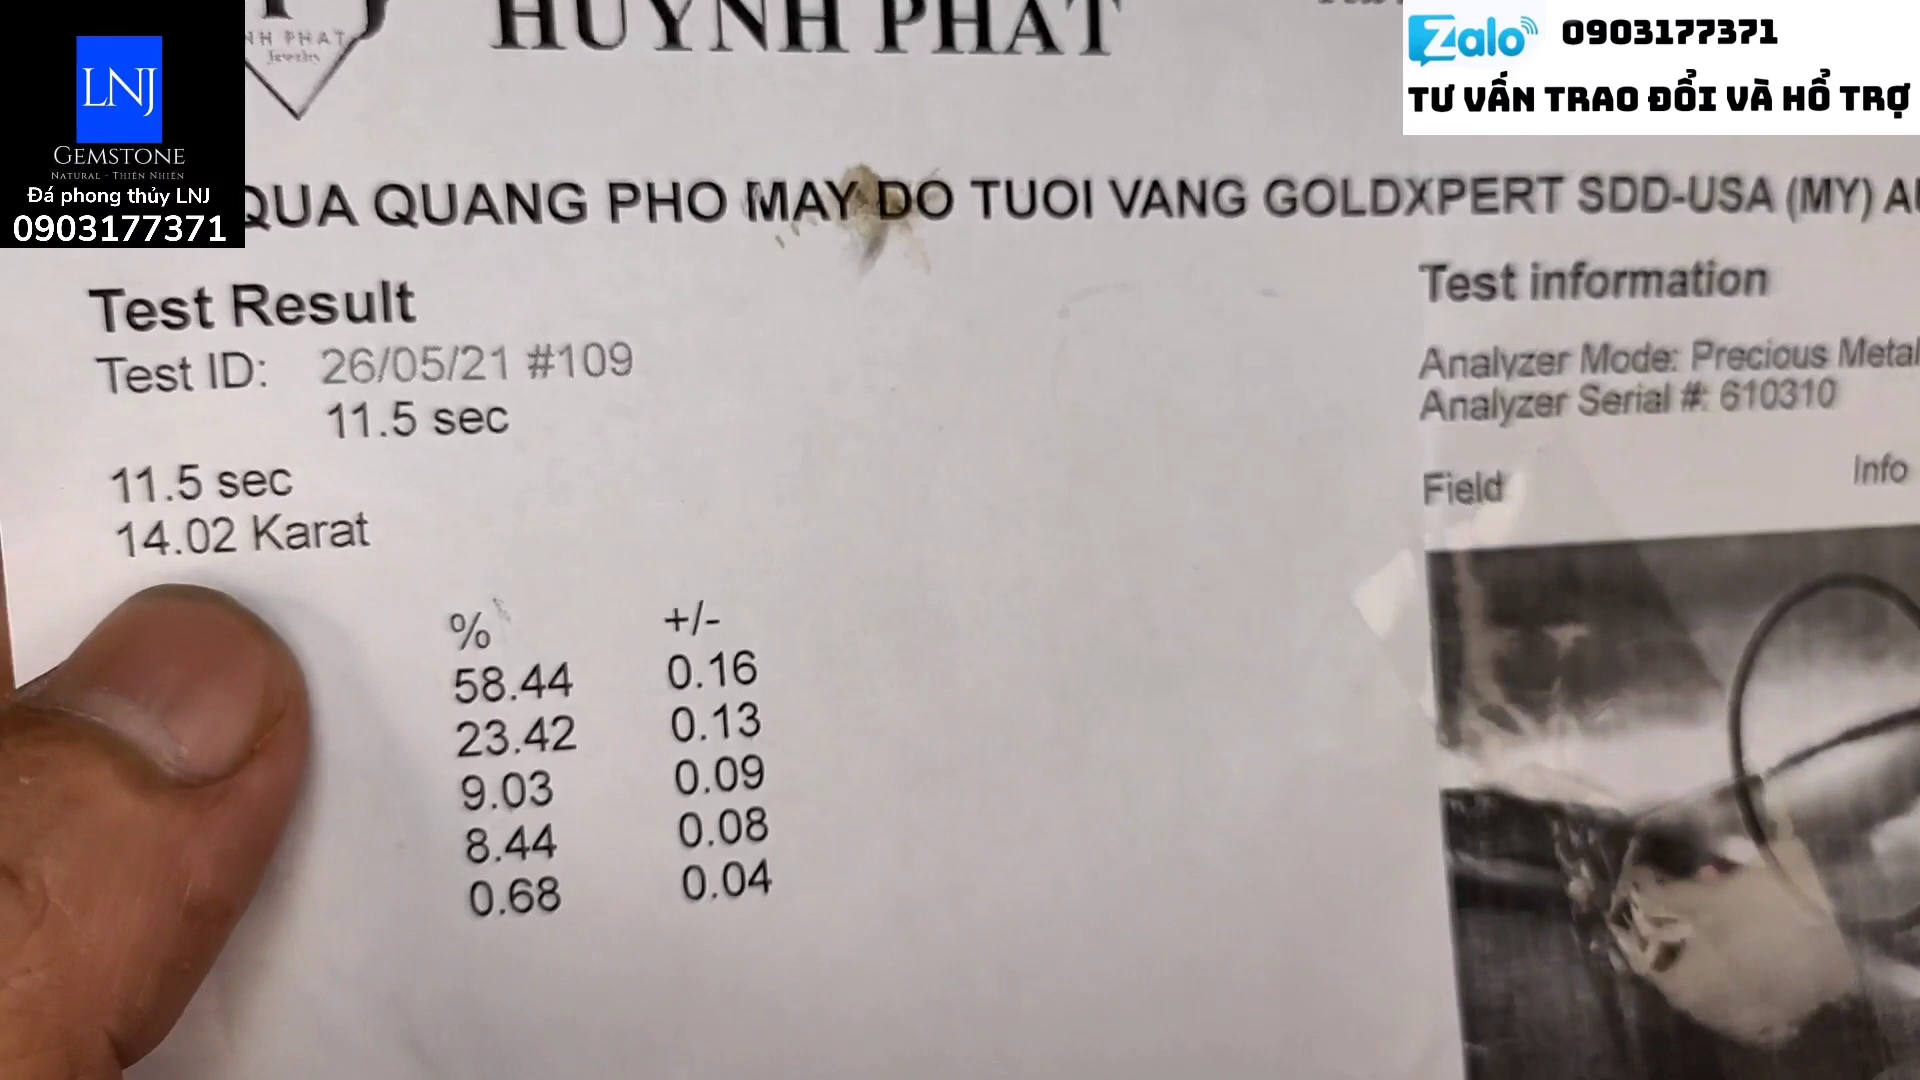 HUỲNH PHÁT
NH PHAT
Jewelry
LNJ
GEMSTONE
NATURAL - THIÊN NHIÊN
Đá phong thủy LNJ
0903177371
Zalo 0903177371
TƯ VẤN TRAO ĐỔI VÀ HỔ TRỢ
QUA QUANG PHO MAY DO TUOI VANG GOLDXPERT SDD-USA (MY)
Test Result
Test ID: 26/05/21 #109
11.5 sec
11.5 sec
14.02 Karat
% +/-
58.44 0.16
23.42 0.13
9.03 0.09
8.44 0.08
0.68 0.04
Test information
Analyzer Mode: Precious Metal
Analyzer Serial #: 610310
Field Info